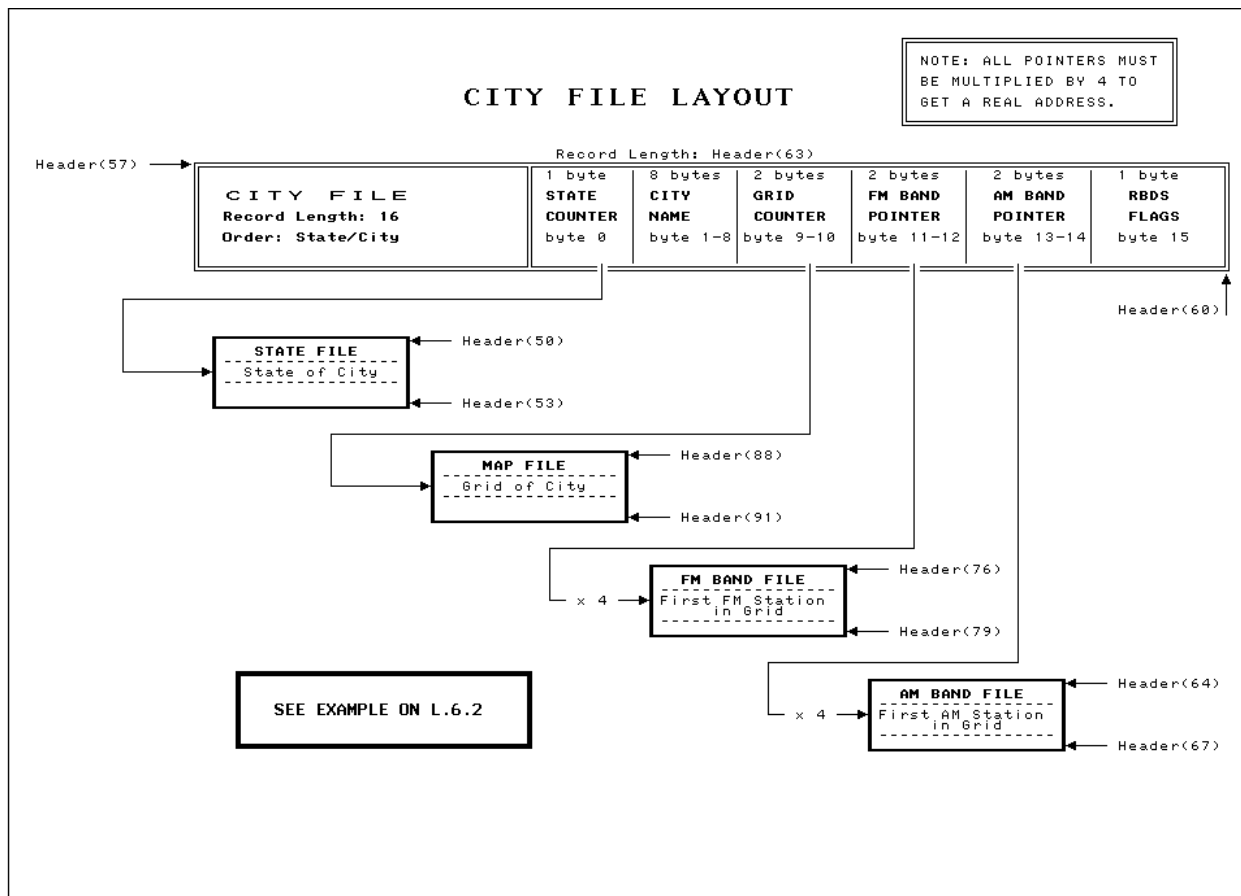 NOTE: ALL POINTERS MUST
BE MULTIPLIED BY 4 TO
GET A REAL ADDRESS.
CITY FILE LAYOUT
Header(57)
Record Length: Header(63)
CITY FILE
Record Length: 16
Order: State/City
1 byte
STATE
COUNTER
byte 0
8 bytes
CITY
NAME
byte 1-8
2 bytes
GRID
COUNTER
byte 9-10
2 bytes
FM BAND
POINTER
byte 11-12
2 bytes
AM BAND
POINTER
byte 13-14
1 byte
RBDS
FLAGS
byte 15
Header(60)
STATE FILE
State of City
Header(50)
Header(53)
MAP FILE
Grid of City
Header(88)
Header(91)
x 4
FM BAND FILE
First FM Station
in Grid
Header(76)
Header(79)
x 4
AM BAND FILE
First AM Station
in Grid
Header(64)
Header(67)
SEE EXAMPLE ON L.6.2